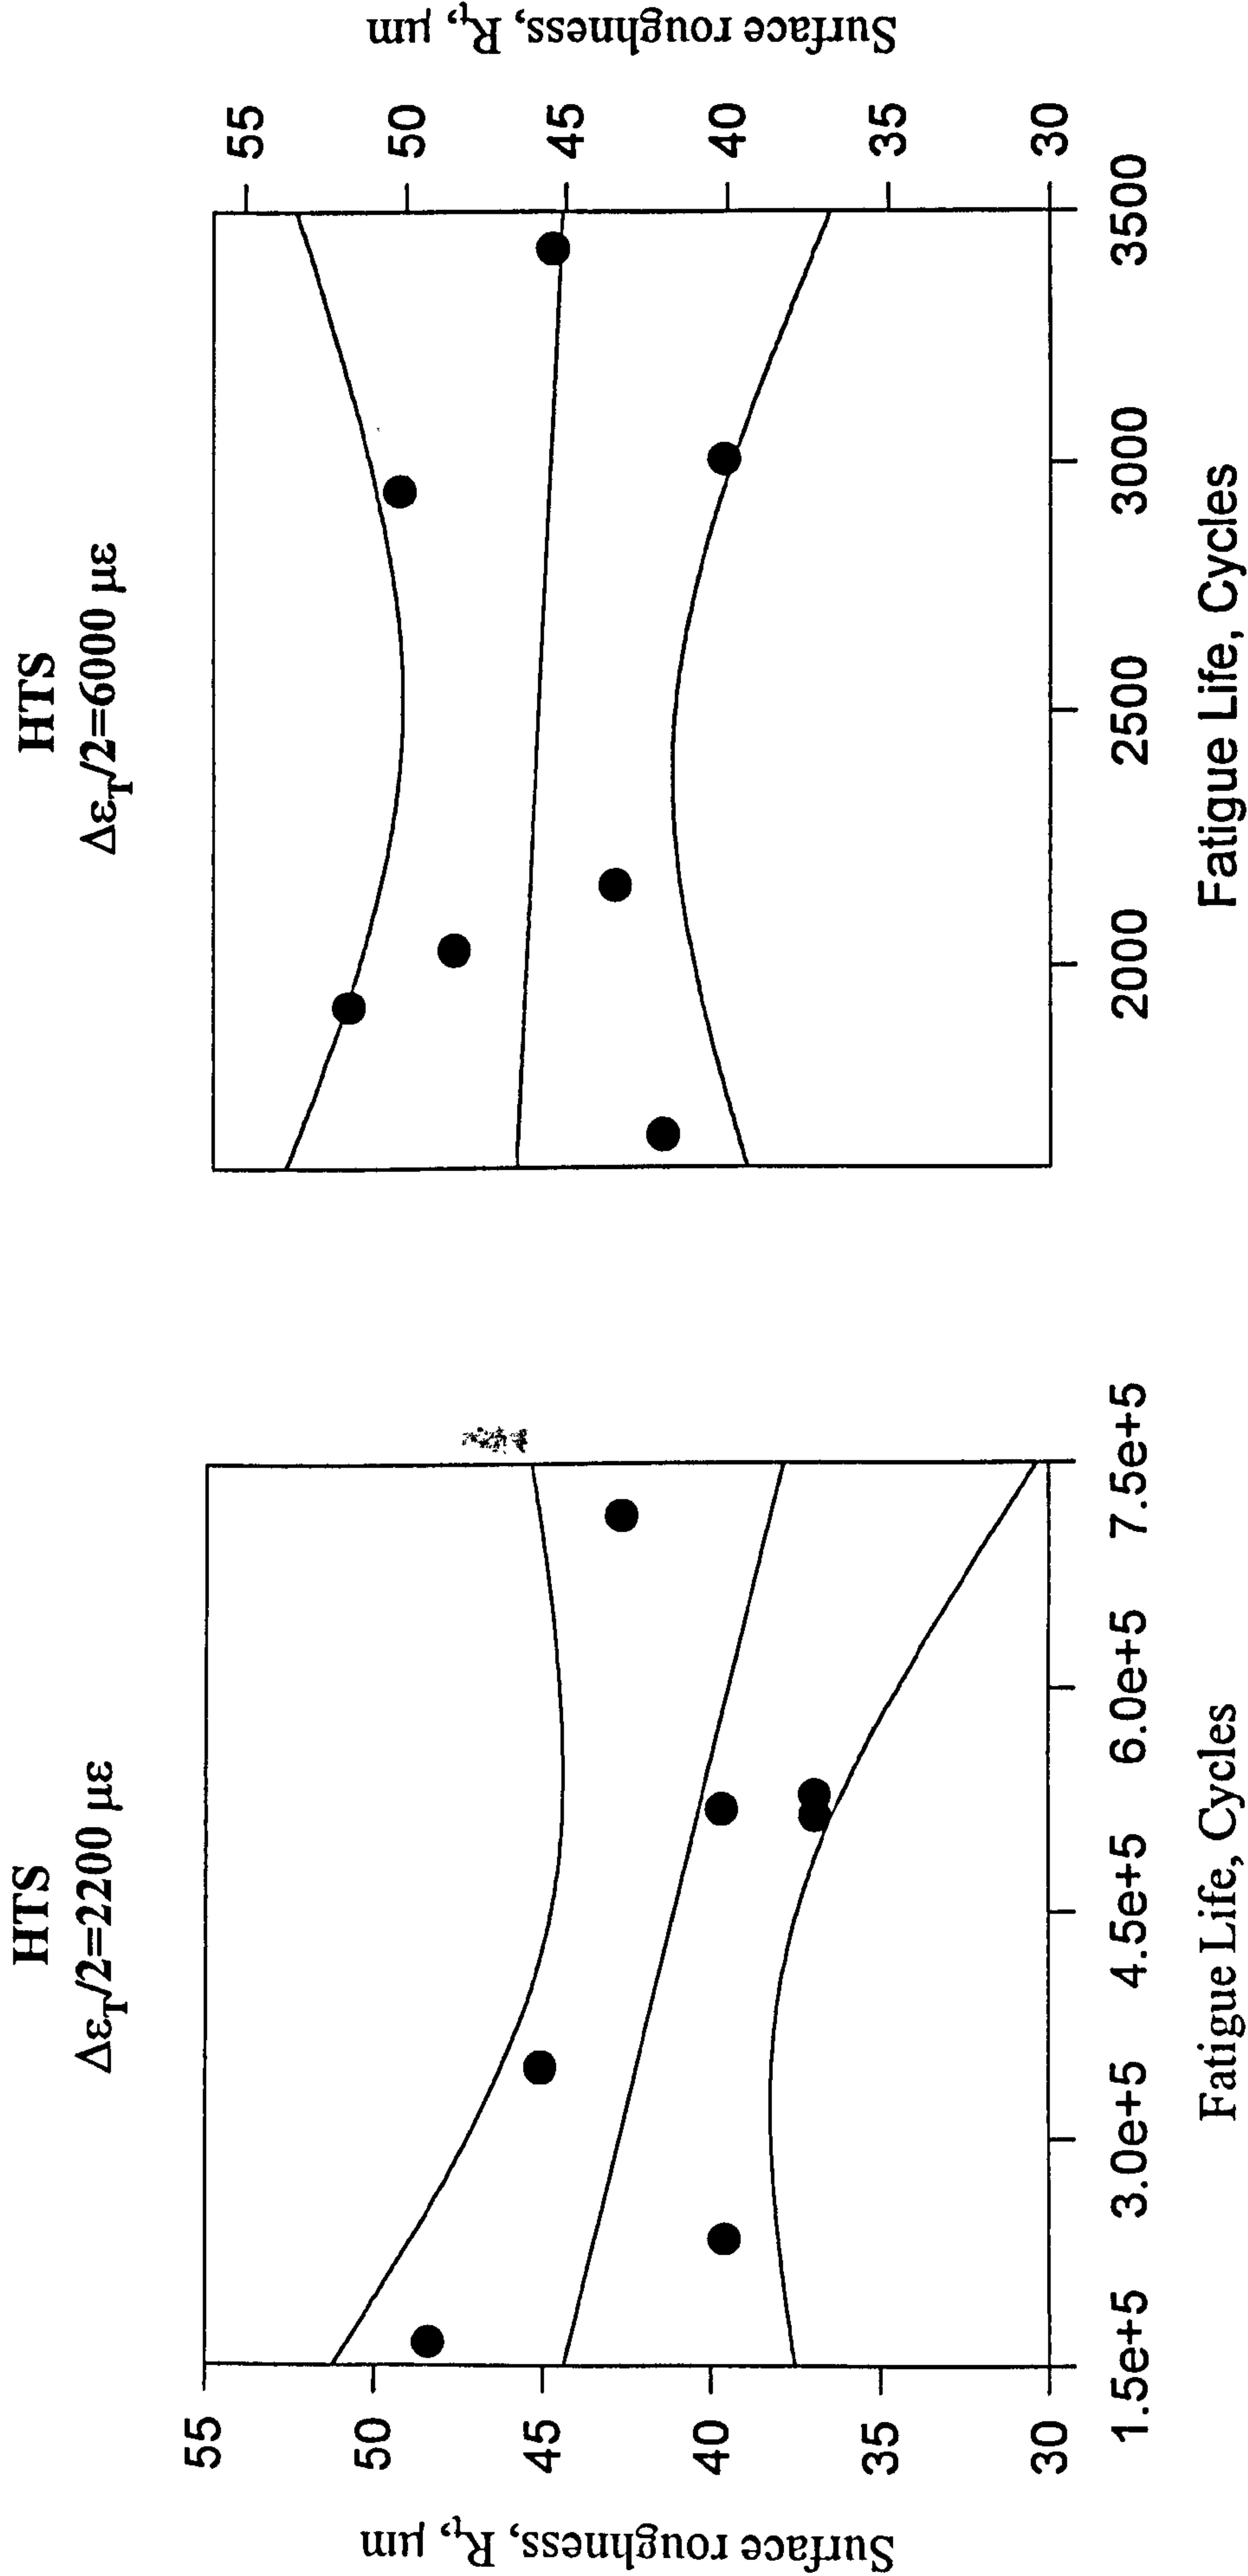 HTS
Δε_T/2=2200 με
Surface roughness, R_t, μm
55
50
45
40
35
30
1.5e+5 3.0e+5 4.5e+5 6.0e+5 7.5e+5
Fatigue Life, Cycles
HTS
Δε_T/2=6000 με
2000 2500 3000 3500
Fatigue Life, Cycles
55
50
45
40
35
30
Surface roughness, R_t, μm